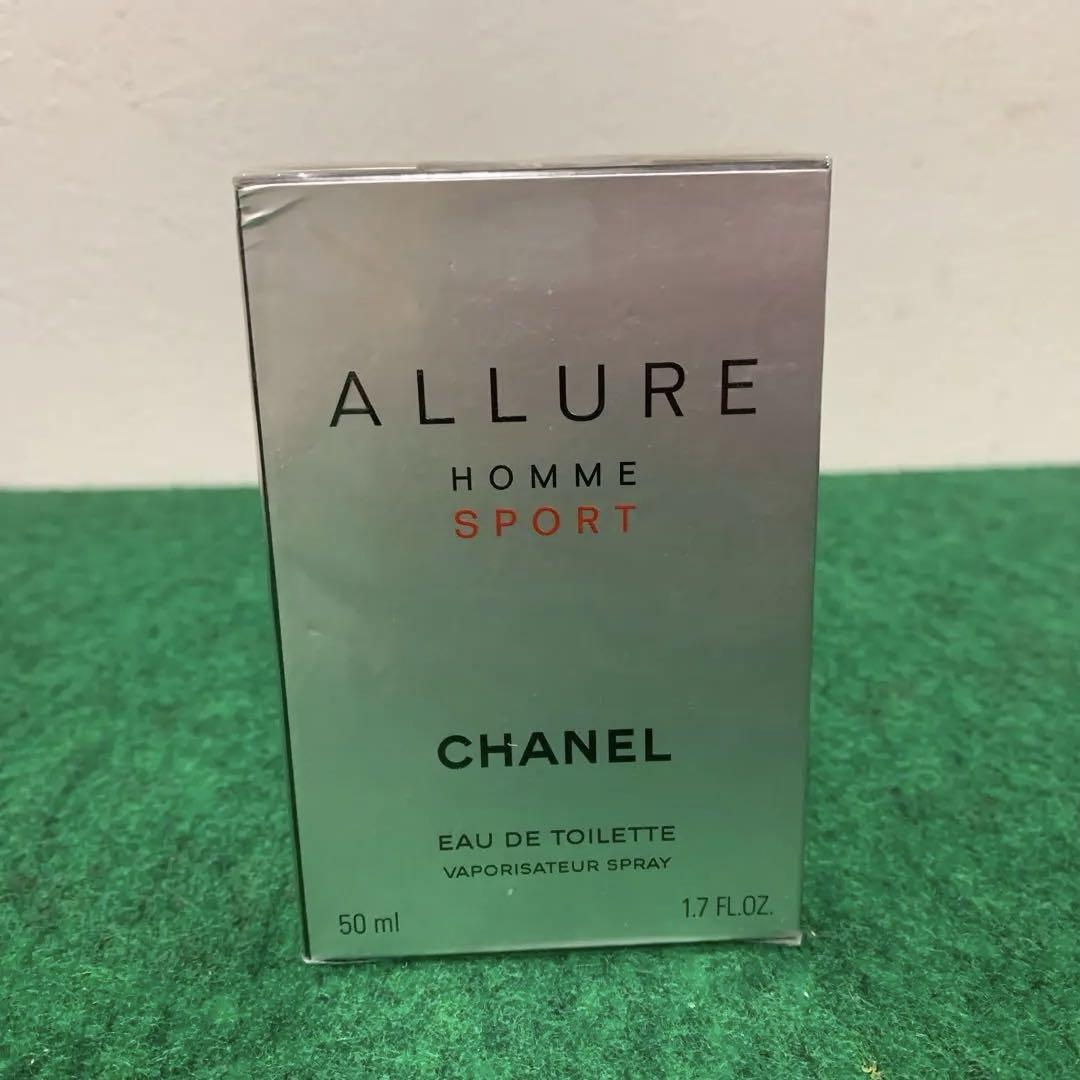 ALLURE
HOMME
SPORT
CHANEL
EAU DE TOILETTE
VAPORISATEUR SPRAY
50 ml
1.7 FL.OZ.